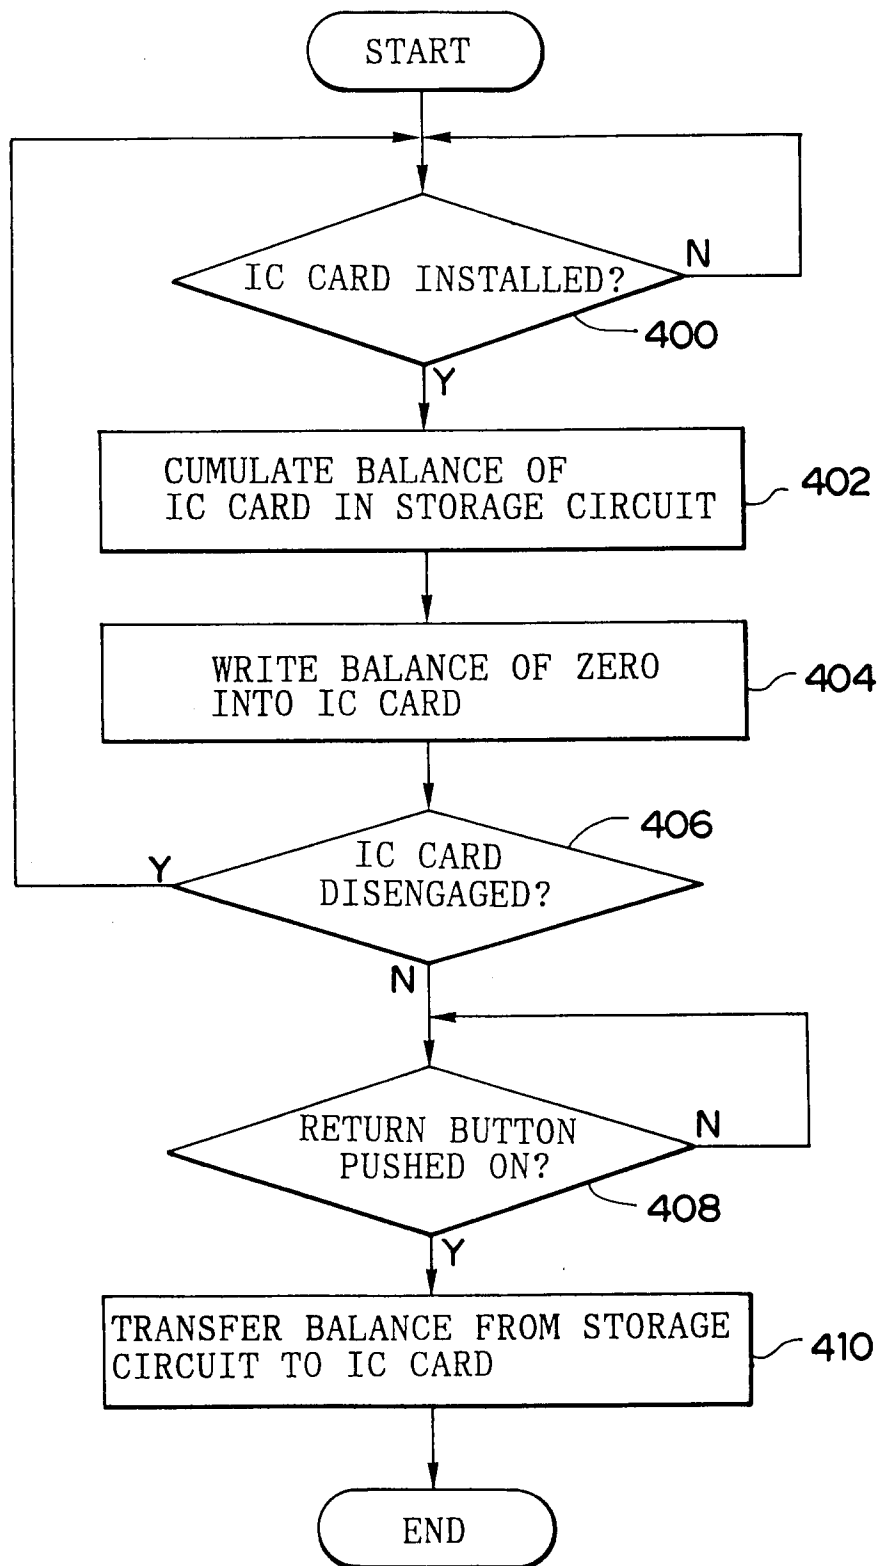 START
IC CARD INSTALLED?
N
400
Y
CUMULATE BALANCE OF
IC CARD IN STORAGE CIRCUIT
402
WRITE BALANCE OF ZERO
INTO IC CARD
404
406
IC CARD
DISENGAGED?
Y
N
RETURN BUTTON
PUSHED ON?
N
408
Y
TRANSFER BALANCE FROM STORAGE
CIRCUIT TO IC CARD
410
END